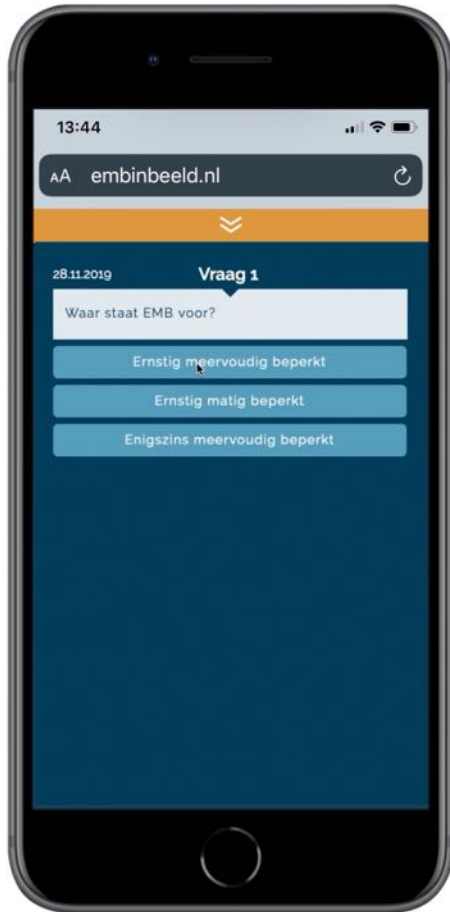 13:44
AA embinbeeld.nl
28.11.2019 Vraag 1
Waar staat EMB voor?
Ernstig meervoudig beperkt
Ernstig matig beperkt
Enigszins meervoudig beperkt